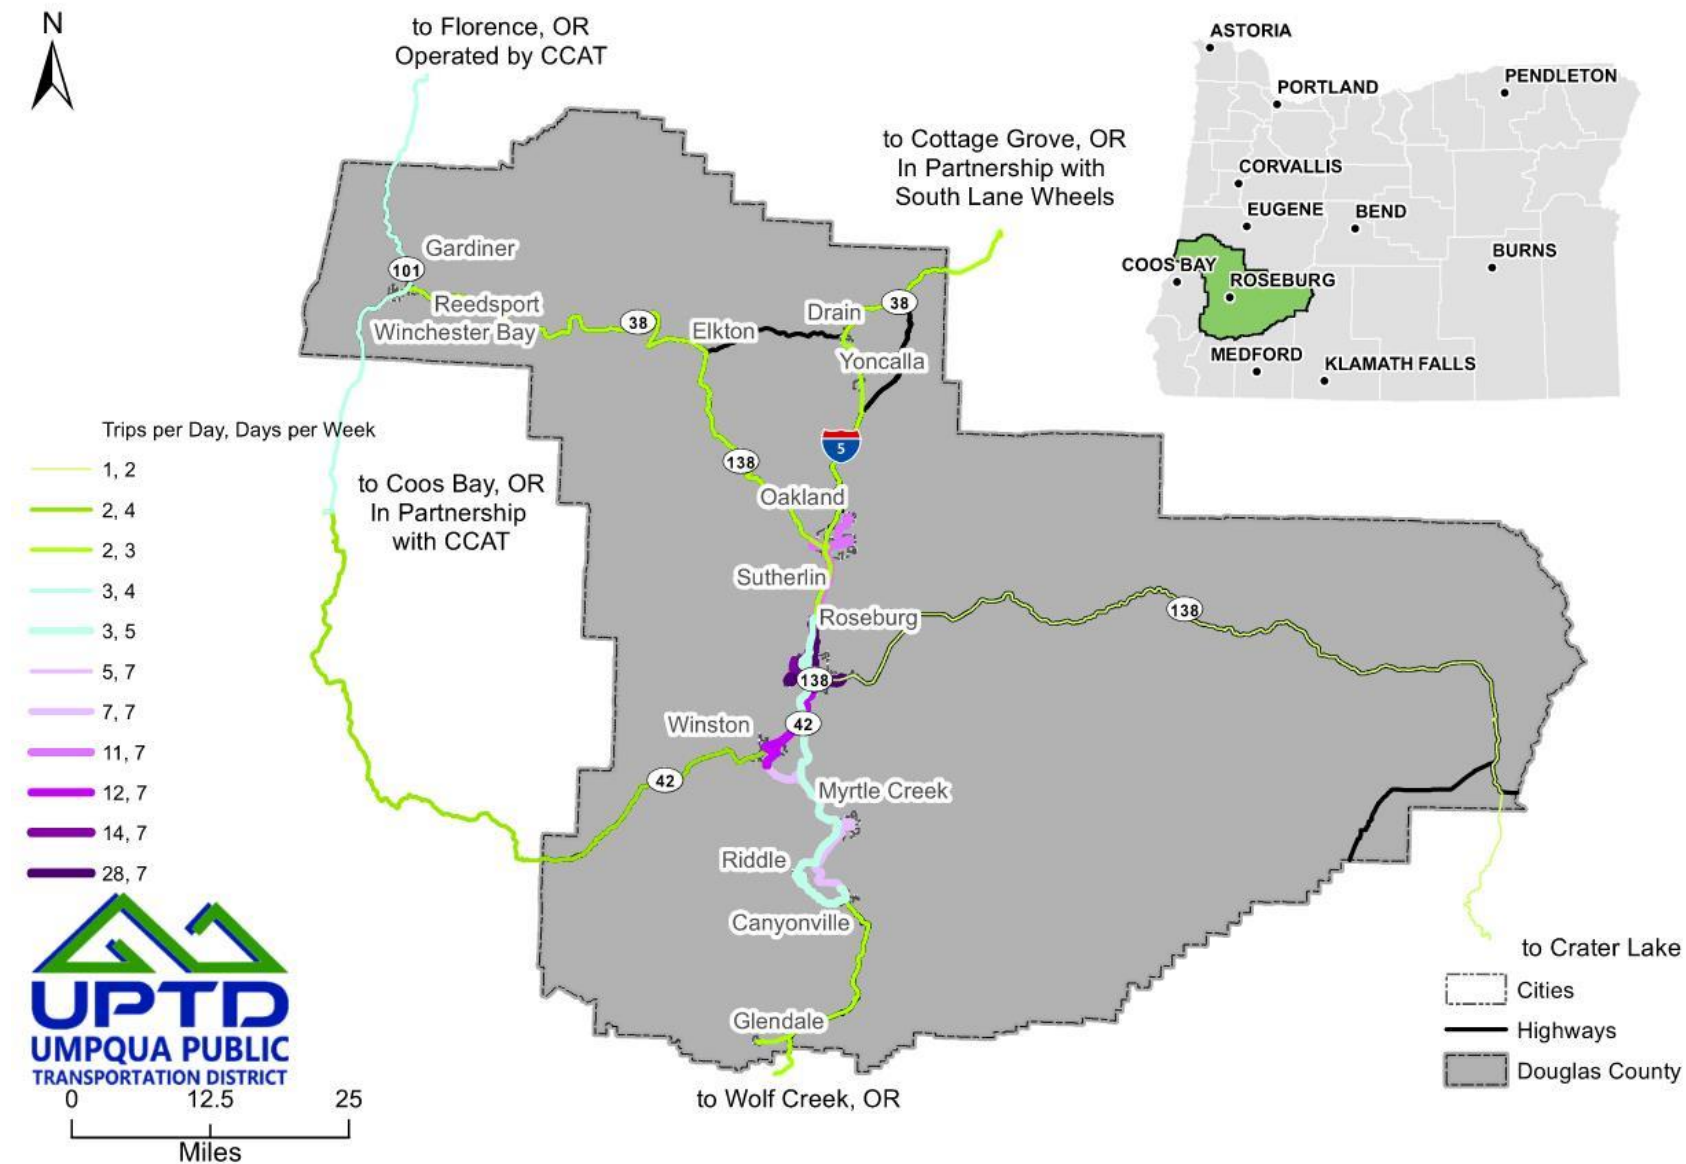 N
to Florence, OR
Operated by CCAT
to Cottage Grove, OR
In Partnership with
South Lane Wheels
ASTORIA
PORTLAND
PENDLETON
CORVALLIS
EUGENE
BEND
BURNS
COOS BAY
ROSEBURG
MEDFORD
KLAMATH FALLS
Gardiner
101
Reedsport
Winchester Bay
38
Elkton
Drain
38
Yoncalla
5
138
Oakland
Sutherlin
Roseburg
138
138
42
Winston
42
Myrtle Creek
Riddle
Canyonville
Glendale
to Coos Bay, OR
In Partnership
with CCAT
to Wolf Creek, OR
to Crater Lake
Trips per Day, Days per Week
1, 2
2, 4
2, 3
3, 4
3, 5
5, 7
7, 7
11, 7
12, 7
14, 7
28, 7
UPTD
UMPQUA PUBLIC
TRANSPORTATION DISTRICT
0 12.5 25
Miles
Cities
Highways
Douglas County